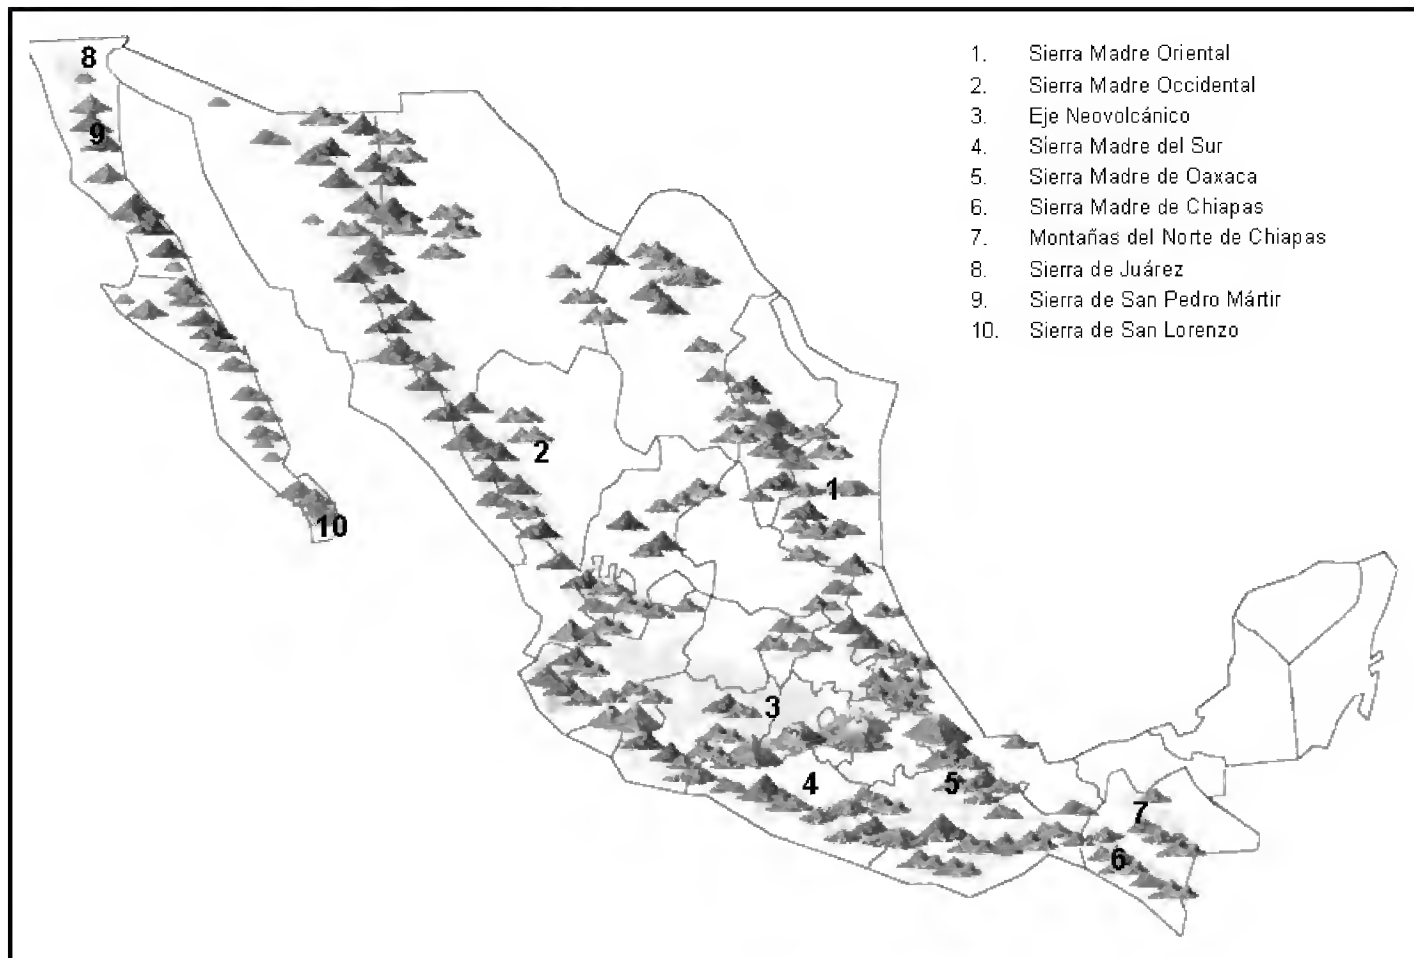 1. Sierra Madre Oriental
2. Sierra Madre Occidental
3. Eje Neovolcánico
4. Sierra Madre del Sur
5. Sierra Madre de Oaxaca
6. Sierra Madre de Chiapas
7. Montañas del Norte de Chiapas
8. Sierra de Juárez
9. Sierra de San Pedro Mártir
10. Sierra de San Lorenzo
8
9
2
1
10
3
4
5
7
6